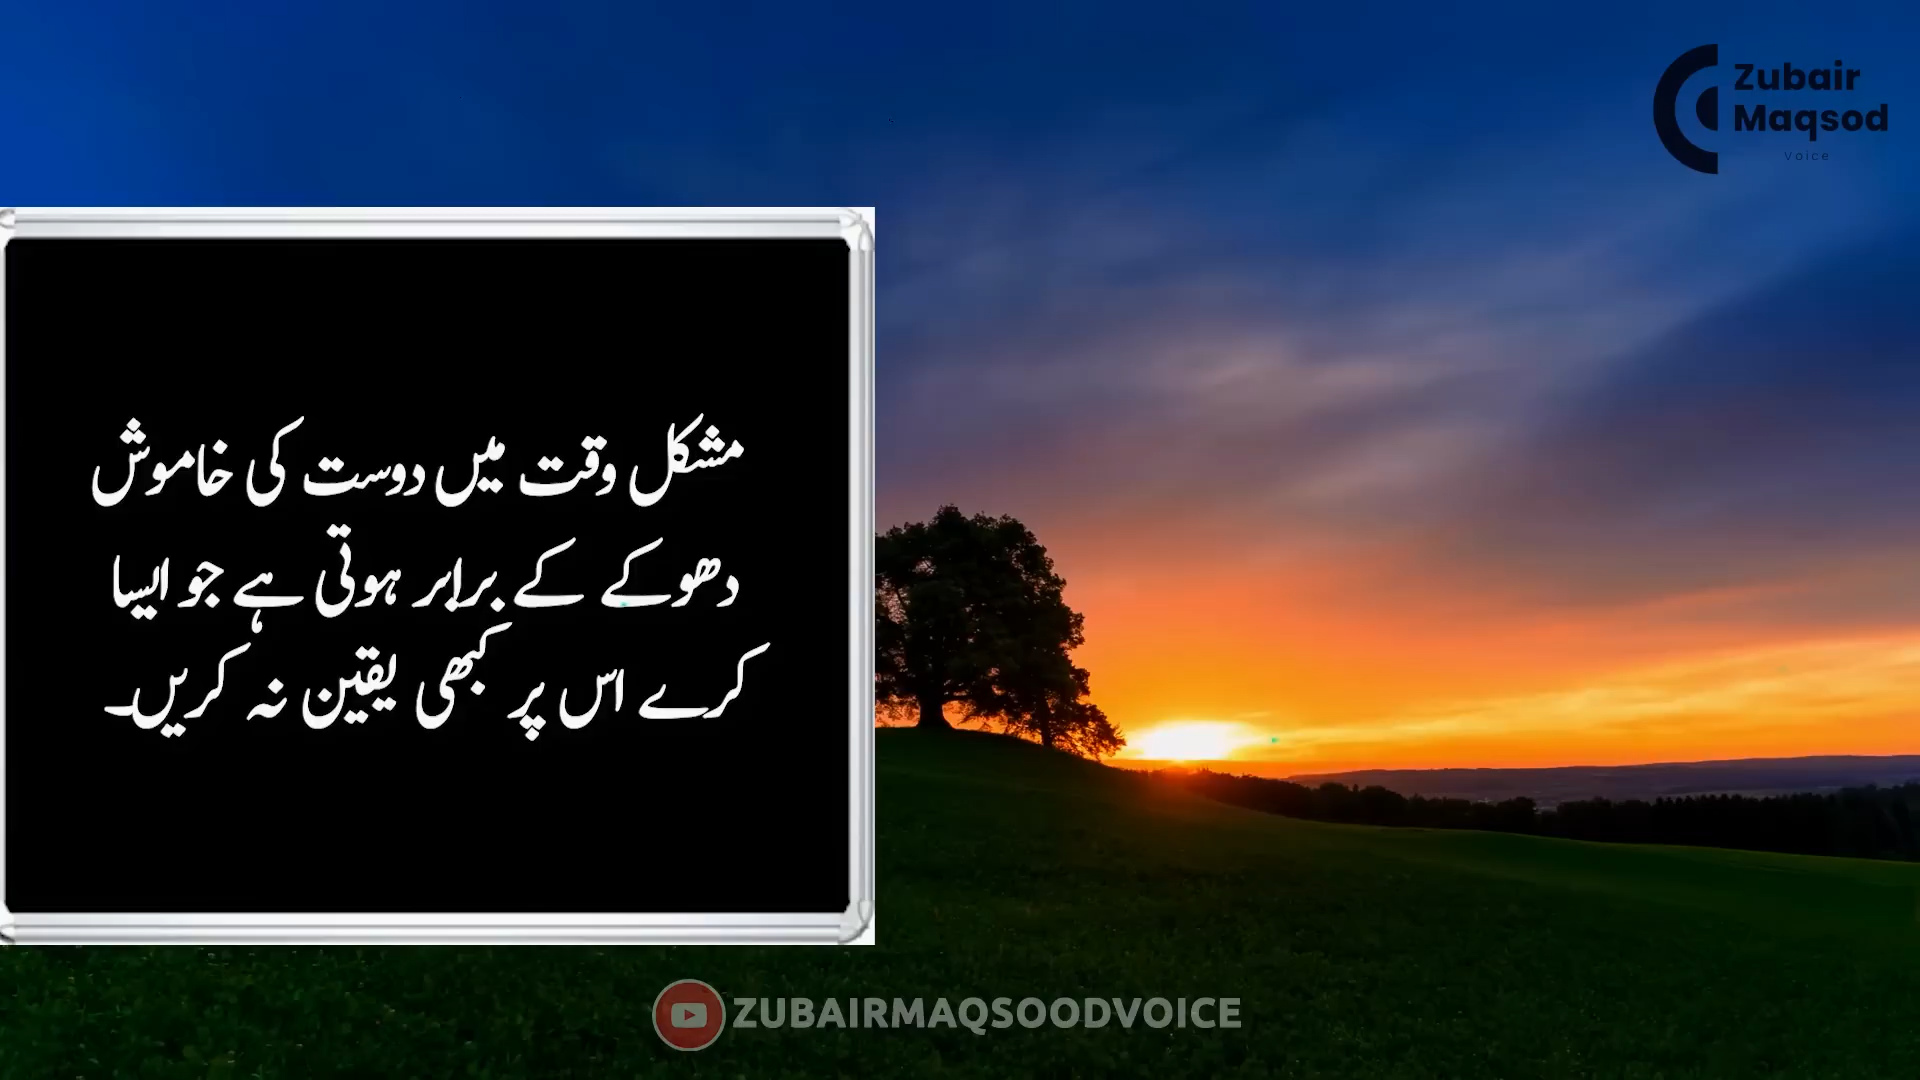 Zubair
Maqsod
Voice
مشکل وقت میں دوست کی خاموش
دھوکے کے برابر ہوتی ہے جو ایسا
کرے اس پر کبھی یقین نہ کریں۔
ZUBAIRMAQSOODVOICE